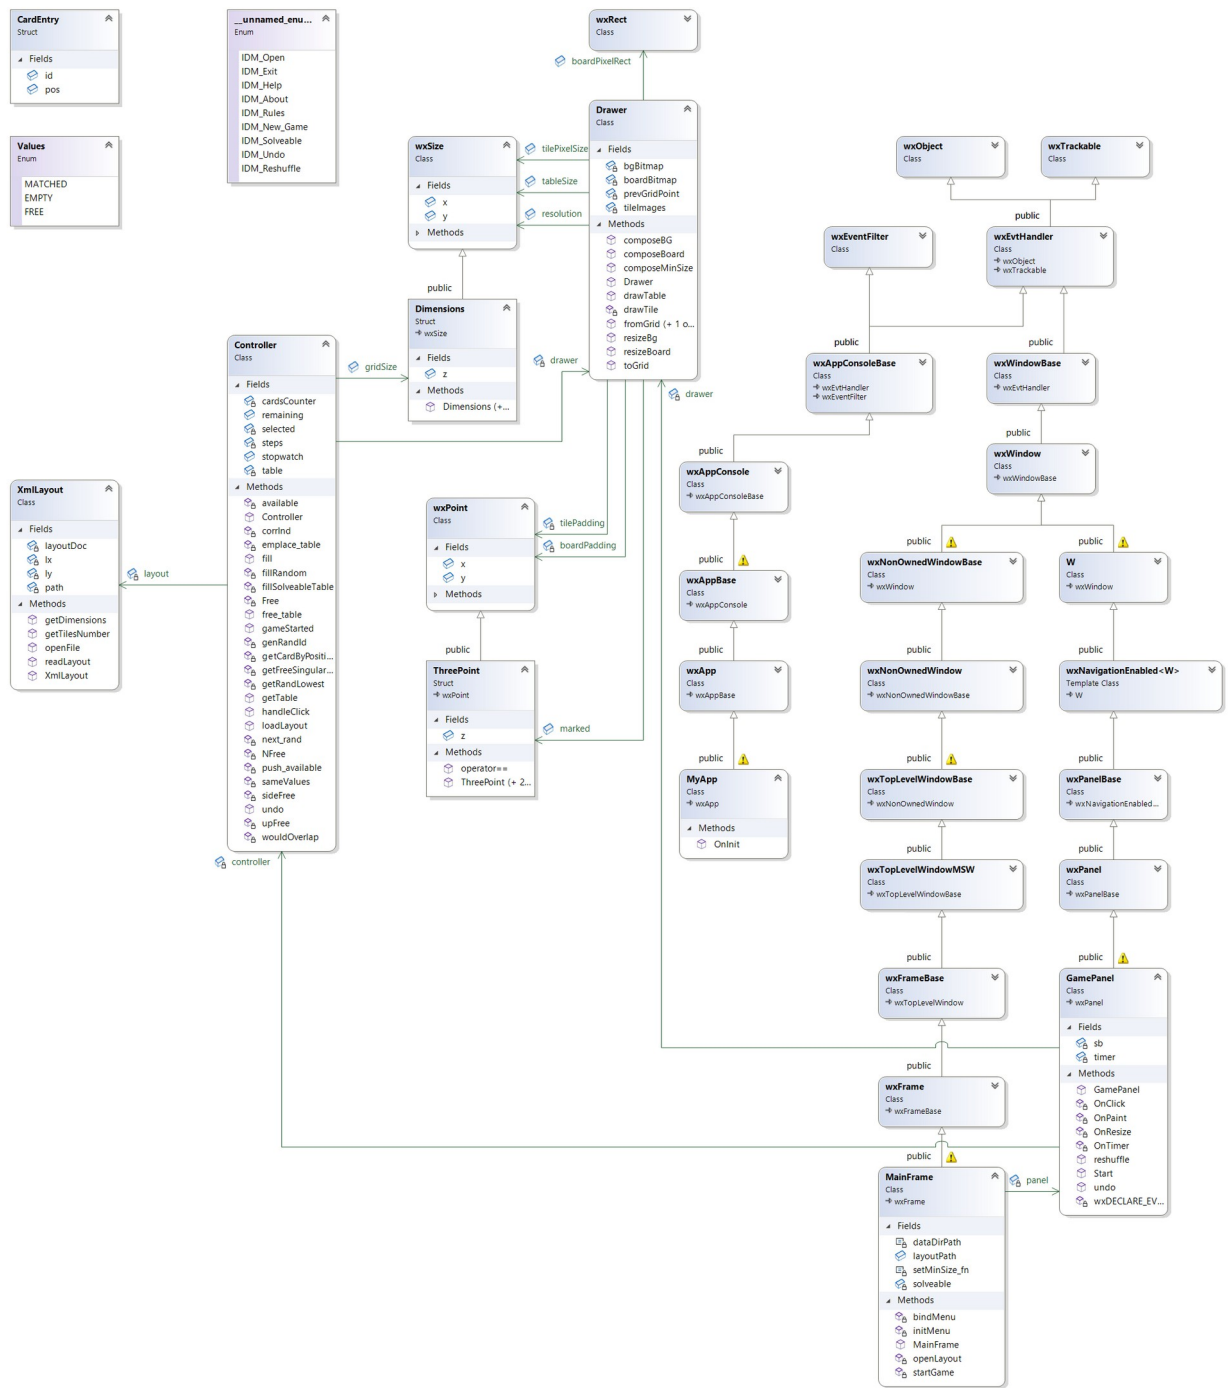 CardEntry
Struct
Fields
id
pos
Values
Enum
MATCHED
EMPTY
FREE
__unnamed_enu...
Enum
IDM_Open
IDM_Exit
IDM_Help
IDM_About
IDM_Rules
IDM_New_Game
IDM_Solveable
IDM_Undo
IDM_Reshuffle
wxRect
Class
boardPixelRect
Drawer
Class
Fields
bgBitmap
boardBitmap
prevGridPoint
tileImages
Methods
composeBG
composeBoard
composeMinSize
Drawer
drawTable
drawTile
fromGrid (+ 1 o...
resizeBg
resizeBoard
toGrid
tilePixelSize
tableSize
resolution
wxSize
Class
Fields
x
y
Methods
public
Dimensions
Struct
wxSize
Fields
z
Methods
Dimensions (+...
gridSize
drawer
drawer
Controller
Class
Fields
cardsCounter
remaining
selected
steps
stopwatch
table
Methods
available
Controller
corrInd
emplace_table
fill
fillRandom
fillSolveableTable
Free
free_table
gameStarted
genRandId
getCardByPositi...
getFreeSingular...
getRandLowest
getTable
handleClick
loadLayout
next_rand
NFree
push_available
sameValues
sideFree
undo
upFree
wouldOverlap
controller
layout
XmlLayout
Class
Fields
layoutDoc
lx
ly
path
Methods
getDimensions
getTilesNumber
openFile
readLayout
XmlLayout
wxPoint
Class
Fields
x
y
Methods
tilePadding
boardPadding
public
ThreePoint
Struct
wxPoint
Fields
z
Methods
operator==
ThreePoint (+ 2...
marked
wxObject
Class
wxTrackable
Class
public
wxEventFilter
Class
wxEvtHandler
Class
wxObject
wxTrackable
public
public
wxAppConsoleBase
Class
wxEvtHandler
wxEventFilter
wxWindowBase
Class
wxEvtHandler
public
public
wxAppConsole
Class
wxAppConsoleBase
wxWindow
Class
wxWindowBase
public
public
public
wxAppBase
Class
wxAppConsole
wxNonOwnedWindowBase
Class
wxWindow
W
Class
wxWindow
public
public
public
wxApp
Class
wxAppBase
wxNonOwnedWindow
Class
wxNonOwnedWindowBase
wxNavigationEnabled<W>
Template Class
W
public
public
public
MyApp
Class
wxApp
Methods
OnInit
wxTopLevelWindowBase
Class
wxNonOwnedWindow
wxPanelBase
Class
wxNavigationEnabled...
public
public
wxTopLevelWindowMSW
Class
wxTopLevelWindowBase
wxPanel
Class
wxPanelBase
public
public
wxFrameBase
Class
wxTopLevelWindow
GamePanel
Class
wxPanel
Fields
sb
timer
Methods
GamePanel
OnClick
OnPaint
OnResize
OnTimer
reshuffle
Start
undo
wxDECLARE_EV...
public
wxFrame
Class
wxFrameBase
public
MainFrame
Class
wxFrame
Fields
dataDirPath
layoutPath
setMinSize_fn
solveable
Methods
bindMenu
initMenu
MainFrame
openLayout
startGame
panel